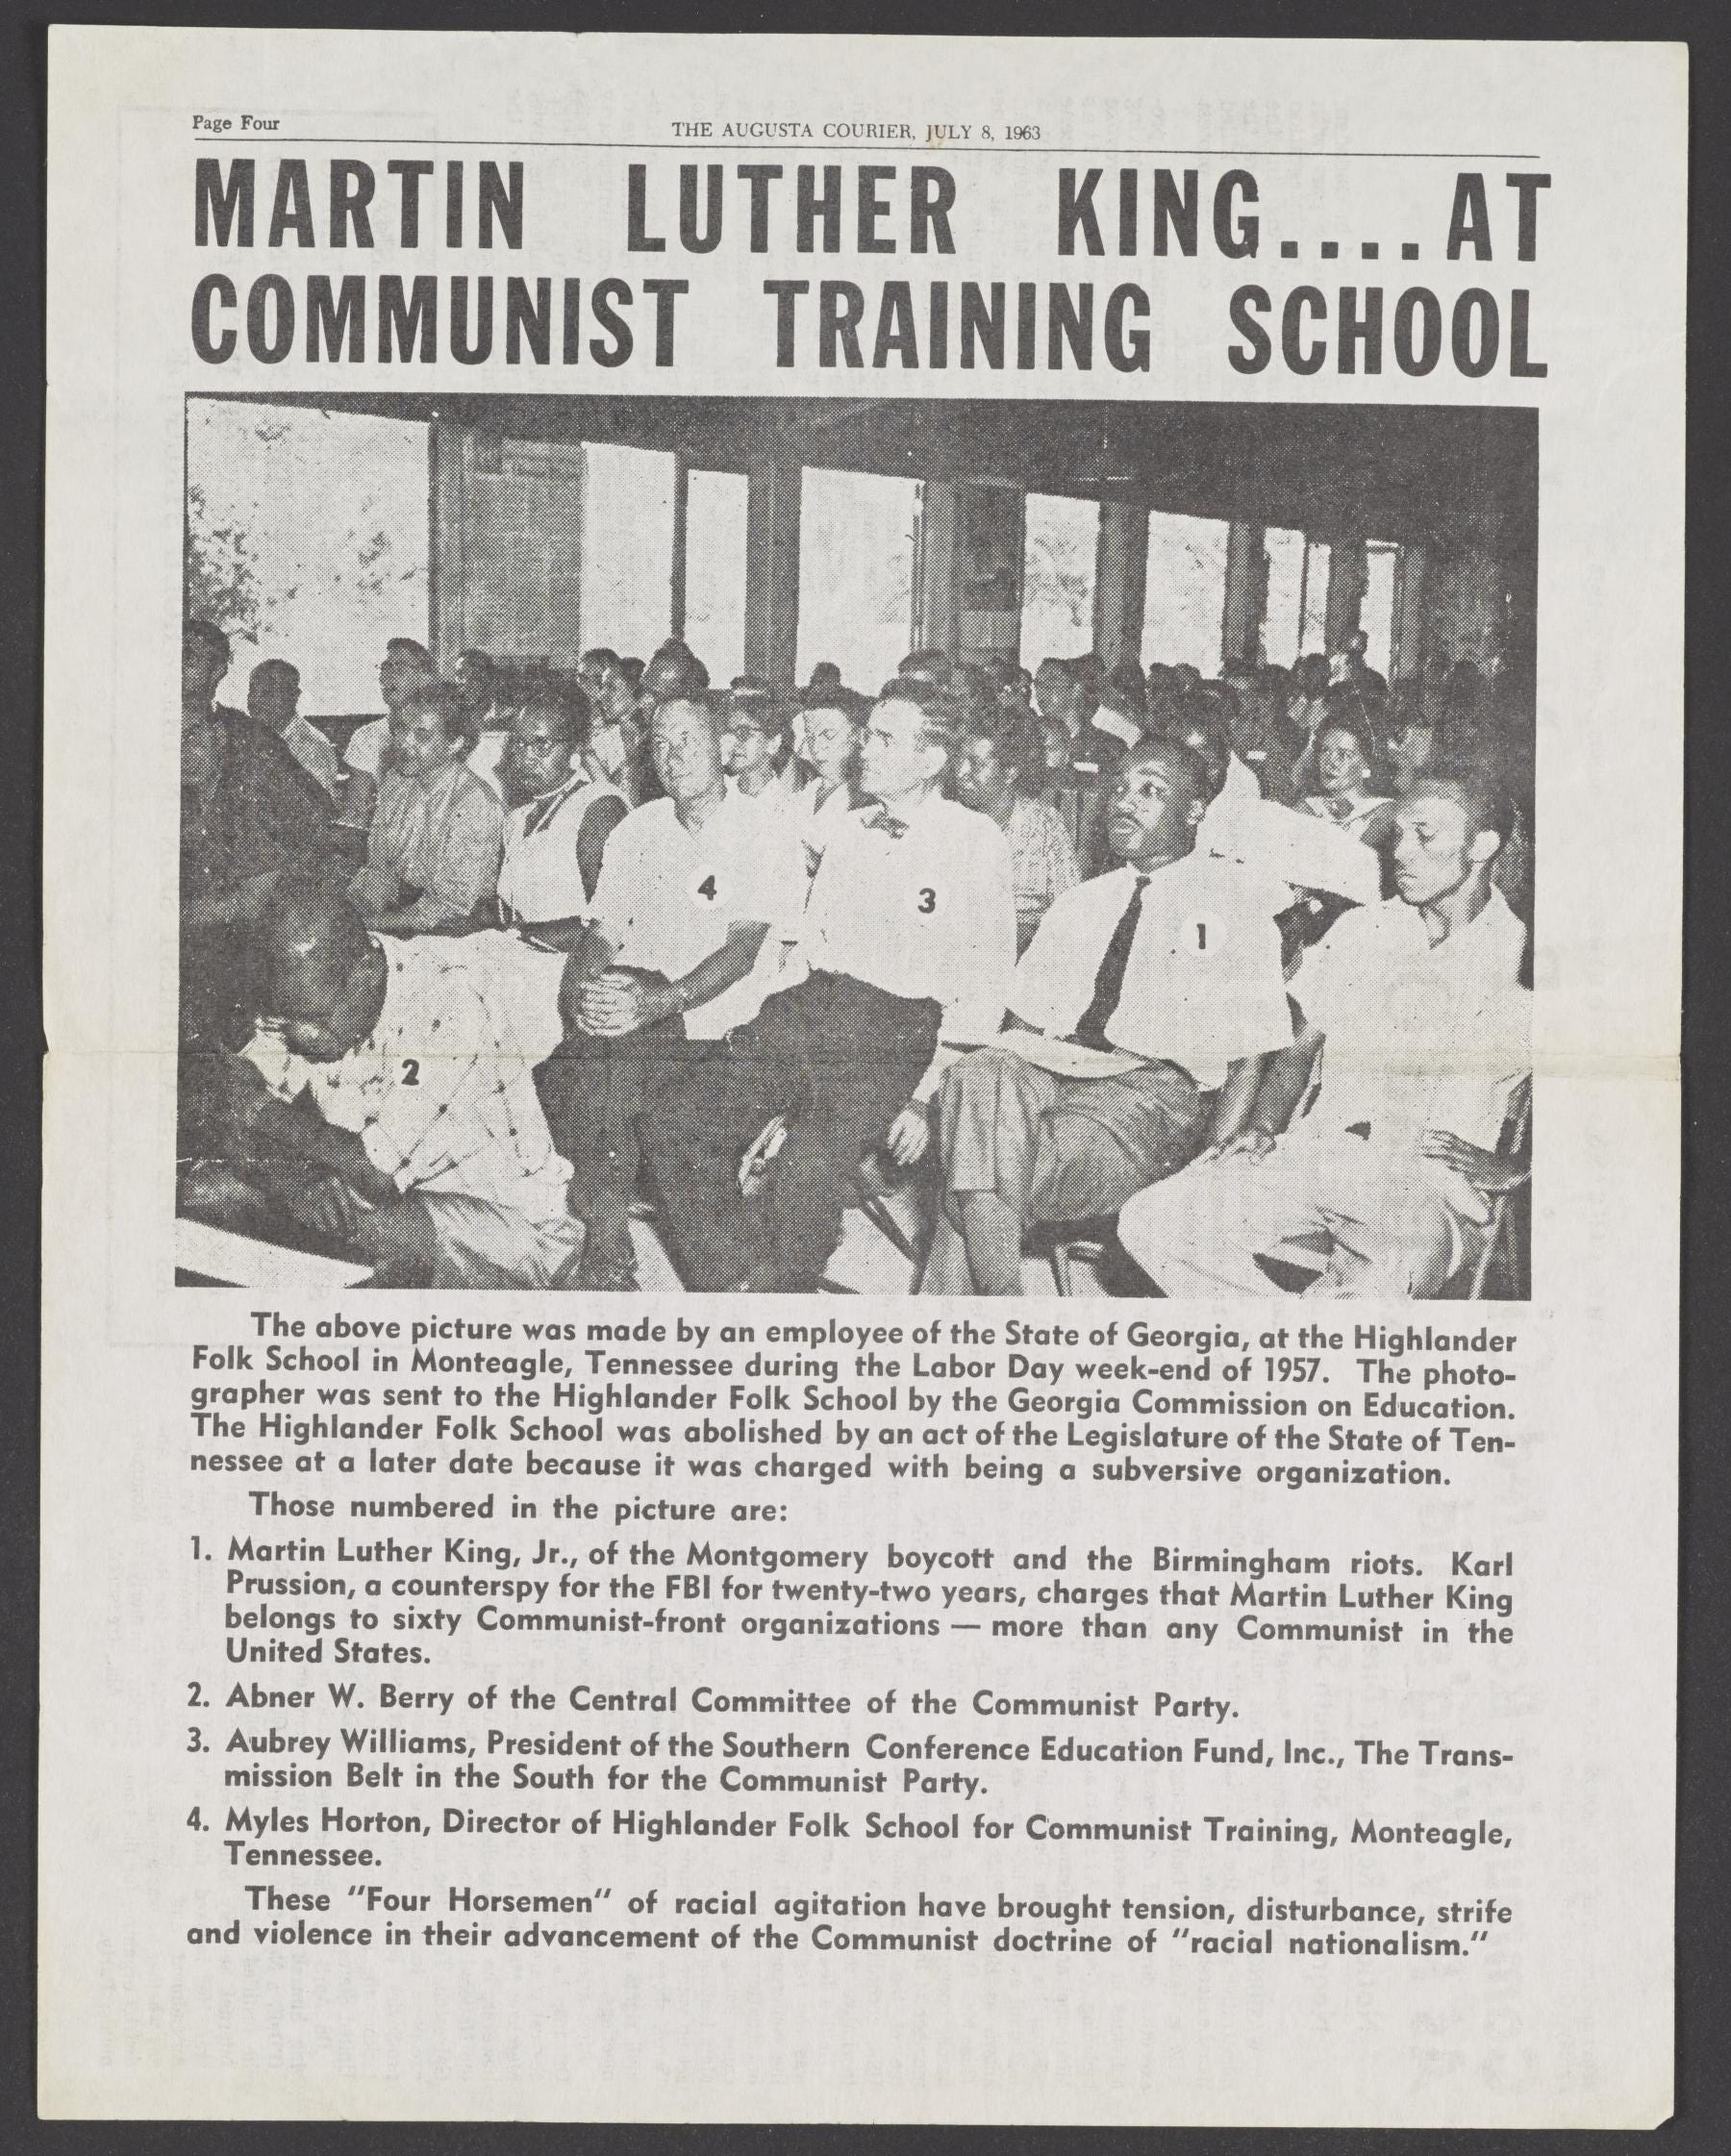 Page Four
THE AUGUSTA COURIER, JULY 8, 1963
MARTIN LUTHER KING....AT
COMMUNIST TRAINING SCHOOL
4
3
1
2
The above picture was made by an employee of the State of Georgia, at the Highlander
Folk School in Monteagle, Tennessee during the Labor Day week-end of 1957. The photo-
grapher was sent to the Highlander Folk School by the Georgia Commission on Education.
The Highlander Folk School was abolished by an act of the Legislature of the State of Ten-
nessee at a later date because it was charged with being a subversive organization.
Those numbered in the picture are:
1. Martin Luther King, Jr., of the Montgomery boycott and the Birmingham riots. Karl
Prussion, a counterspy for the FBI for twenty-two years, charges that Martin Luther King
belongs to sixty Communist-front organizations — more than any Communist in the
United States.
2. Abner W. Berry of the Central Committee of the Communist Party.
3. Aubrey Williams, President of the Southern Conference Education Fund, Inc., The Trans-
mission Belt in the South for the Communist Party.
4. Myles Horton, Director of Highlander Folk School for Communist Training, Monteagle,
Tennessee.
These "Four Horsemen" of racial agitation have brought tension, disturbance, strife
and violence in their advancement of the Communist doctrine of "racial nationalism."